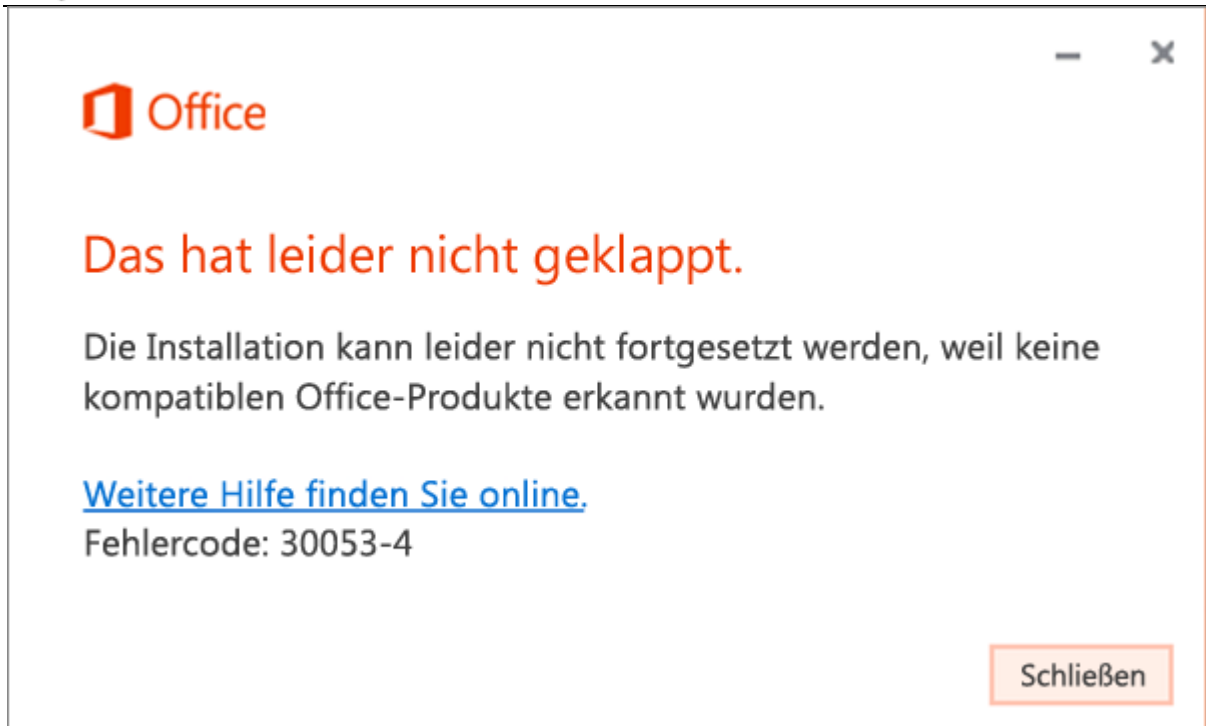 Office
Das hat leider nicht geklappt.
Die Installation kann leider nicht fortgesetzt werden, weil keine
kompatiblen Office-Produkte erkannt wurden.
Weitere Hilfe finden Sie online.
Fehlercode: 30053-4
Schließen